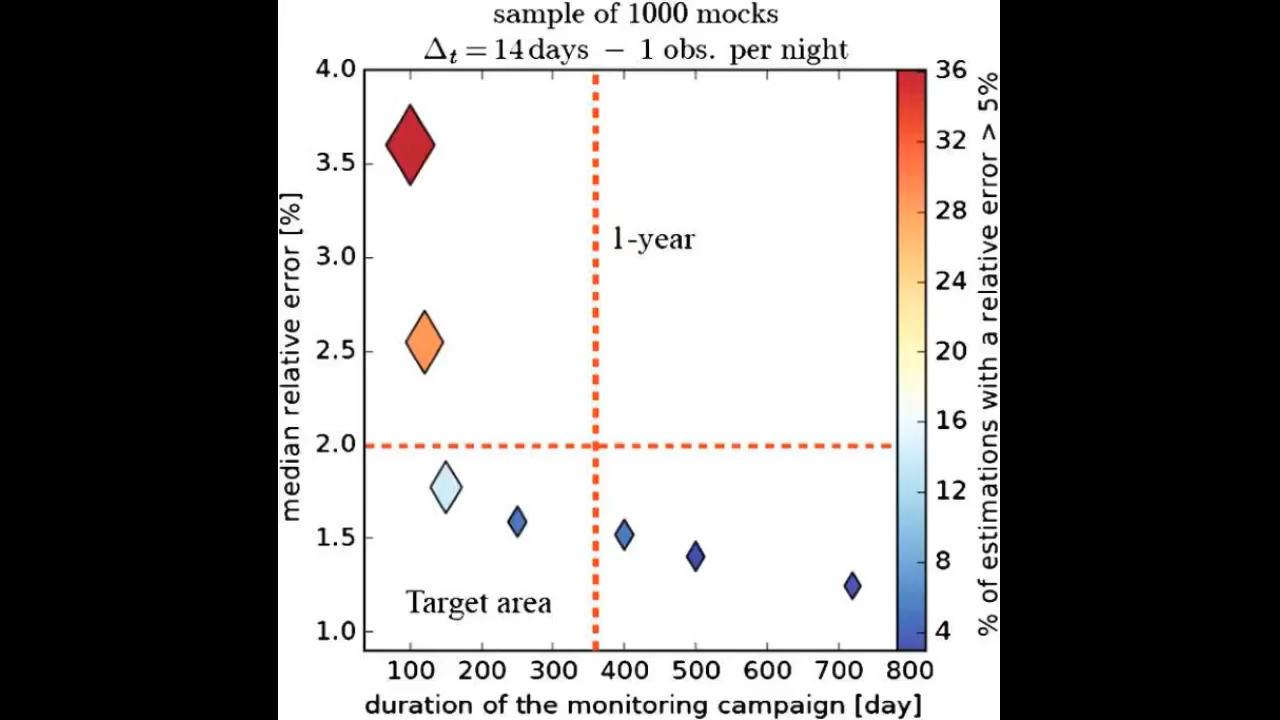 sample of 1000 mocks
Δt = 14 days − 1 obs. per night
4.0
3.5
3.0
2.5
2.0
1.5
1.0
median relative error [%]
1-year
Target area
100 200 300 400 500 600 700 800
duration of the monitoring campaign [day]
36
32
28
24
20
16
12
8
4
% of estimations with a relative error > 5%